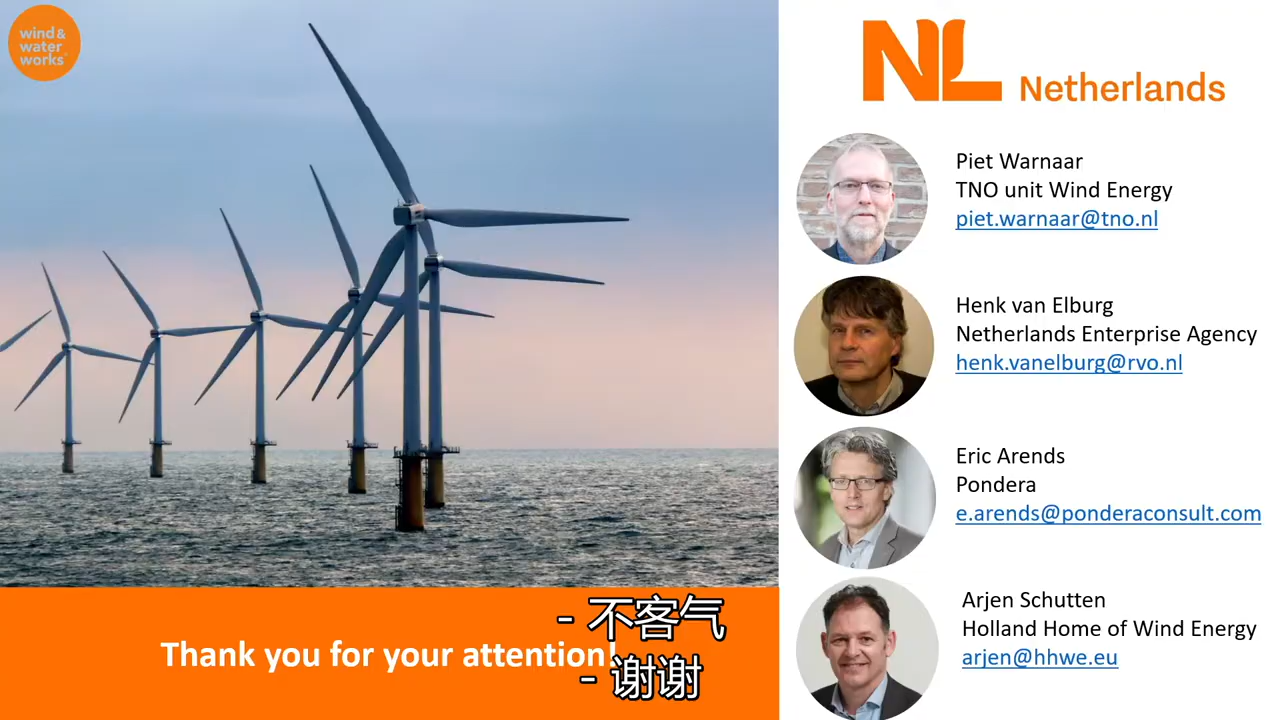 wind &
water
works
NL Netherlands
Piet Warnaar
TNO unit Wind Energy
piet.warnaar@tno.nl
Henk van Elburg
Netherlands Enterprise Agency
henk.vanelburg@rvo.nl
Eric Arends
Pondera
e.arends@ponderaconsult.com
Arjen Schutten
Holland Home of Wind Energy
arjen@hhwe.eu
Thank you for your attention!
- 不客气
- 谢谢